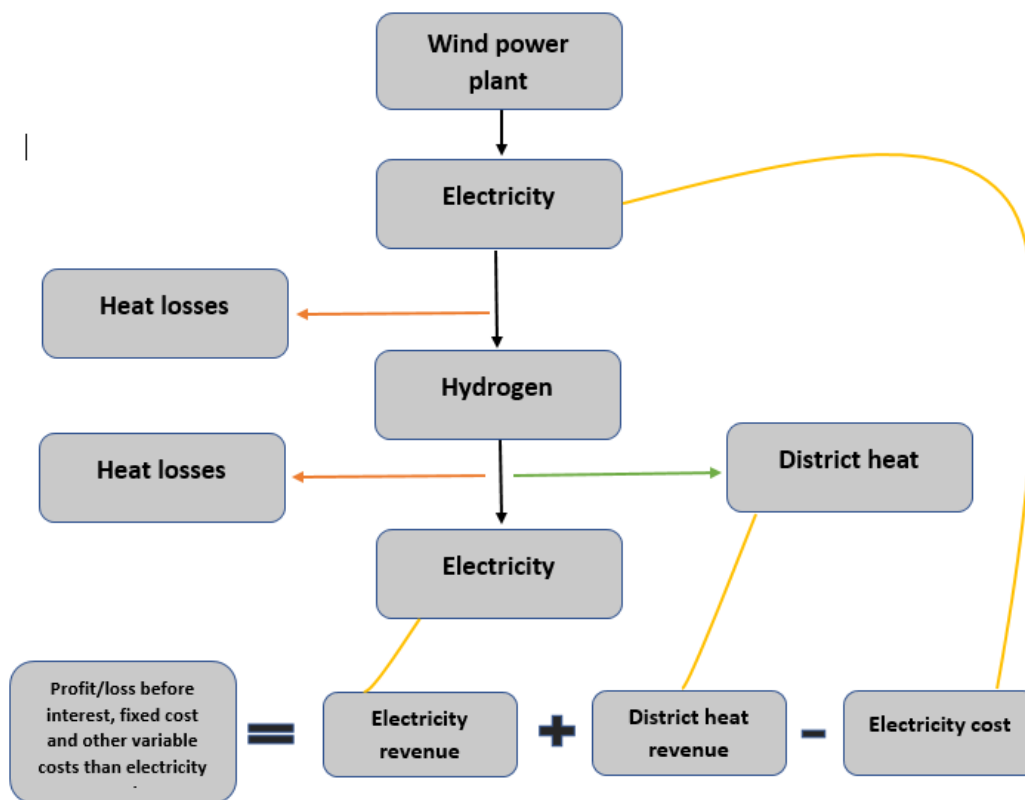 Wind power
plant
Electricity
Heat losses
Hydrogen
Heat losses
District heat
Electricity
Profit/loss before
interest, fixed cost
and other variable
costs than electricity
Electricity
revenue
District heat
revenue
Electricity cost